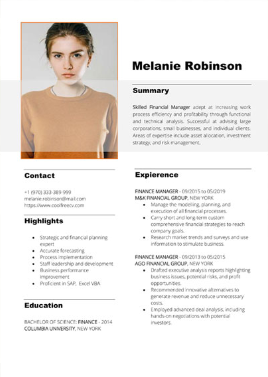 Melanie Robinson
Summary
Skilled Financial Manager adept at increasing work
process efficiency and profitability through functional
and technical analysis. Successful at advising large
corporations, small businesses, and individual clients.
Areas of expertise include asset allocation, investment
strategy, and risk management.
Contact
+1 (970) 333-389-999
melanie.robinson@mail.com
https://www.coolfreecv.com
Highlights
Strategic and financial planning
expert
Accurate forecasting
Process implementation
Staff leadership and development
Business performance
improvement
Proficient in SAP, Excel VBA
Education
BACHELOR OF SCIENCE: FINANCE - 2014
COLUMBIA UNIVERSITY, NEW YORK
Experience
FINANCE MANAGER - 09/2015 to 05/2019
M&K FINANCIAL GROUP, NEW YORK
Manage the modeling, planning, and
execution of all financial processes.
Carry short and long-term custom
comprehensive financial strategies to reach
company goals.
Research market trends and surveys and use
information to stimulate business.
FINANCE MANAGER - 09/2013 to 05/2015
AGO FINANCIAL GROUP, NEW YORK
Drafted executive analysis reports highlighting
business issues, potential risks, and profit
opportunities.
Recommended innovative alternatives to
generate revenue and reduce unnecessary
costs.
Employed advanced deal analysis, including
hands-on negotiations with potential
investors.